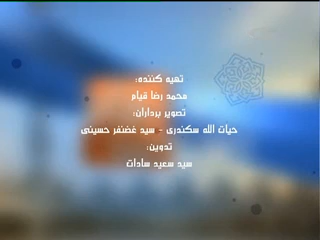 تهیه کننده:
محمد رضا قیام
تصویر برداران:
حیات الله سکندری - سید غضنفر حسینی
تدوین:
سید سعید سادات